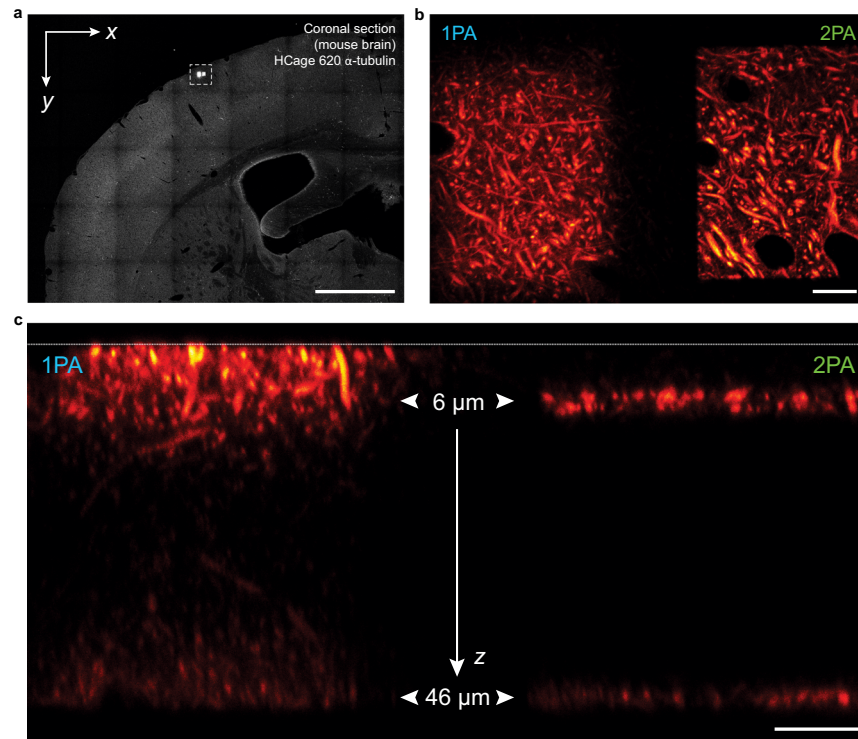 a
x
y
Coronal section
(mouse brain)
HCage 620 α-tubulin
b
1PA
2PA
c
1PA
2PA
6 µm
z
46 µm